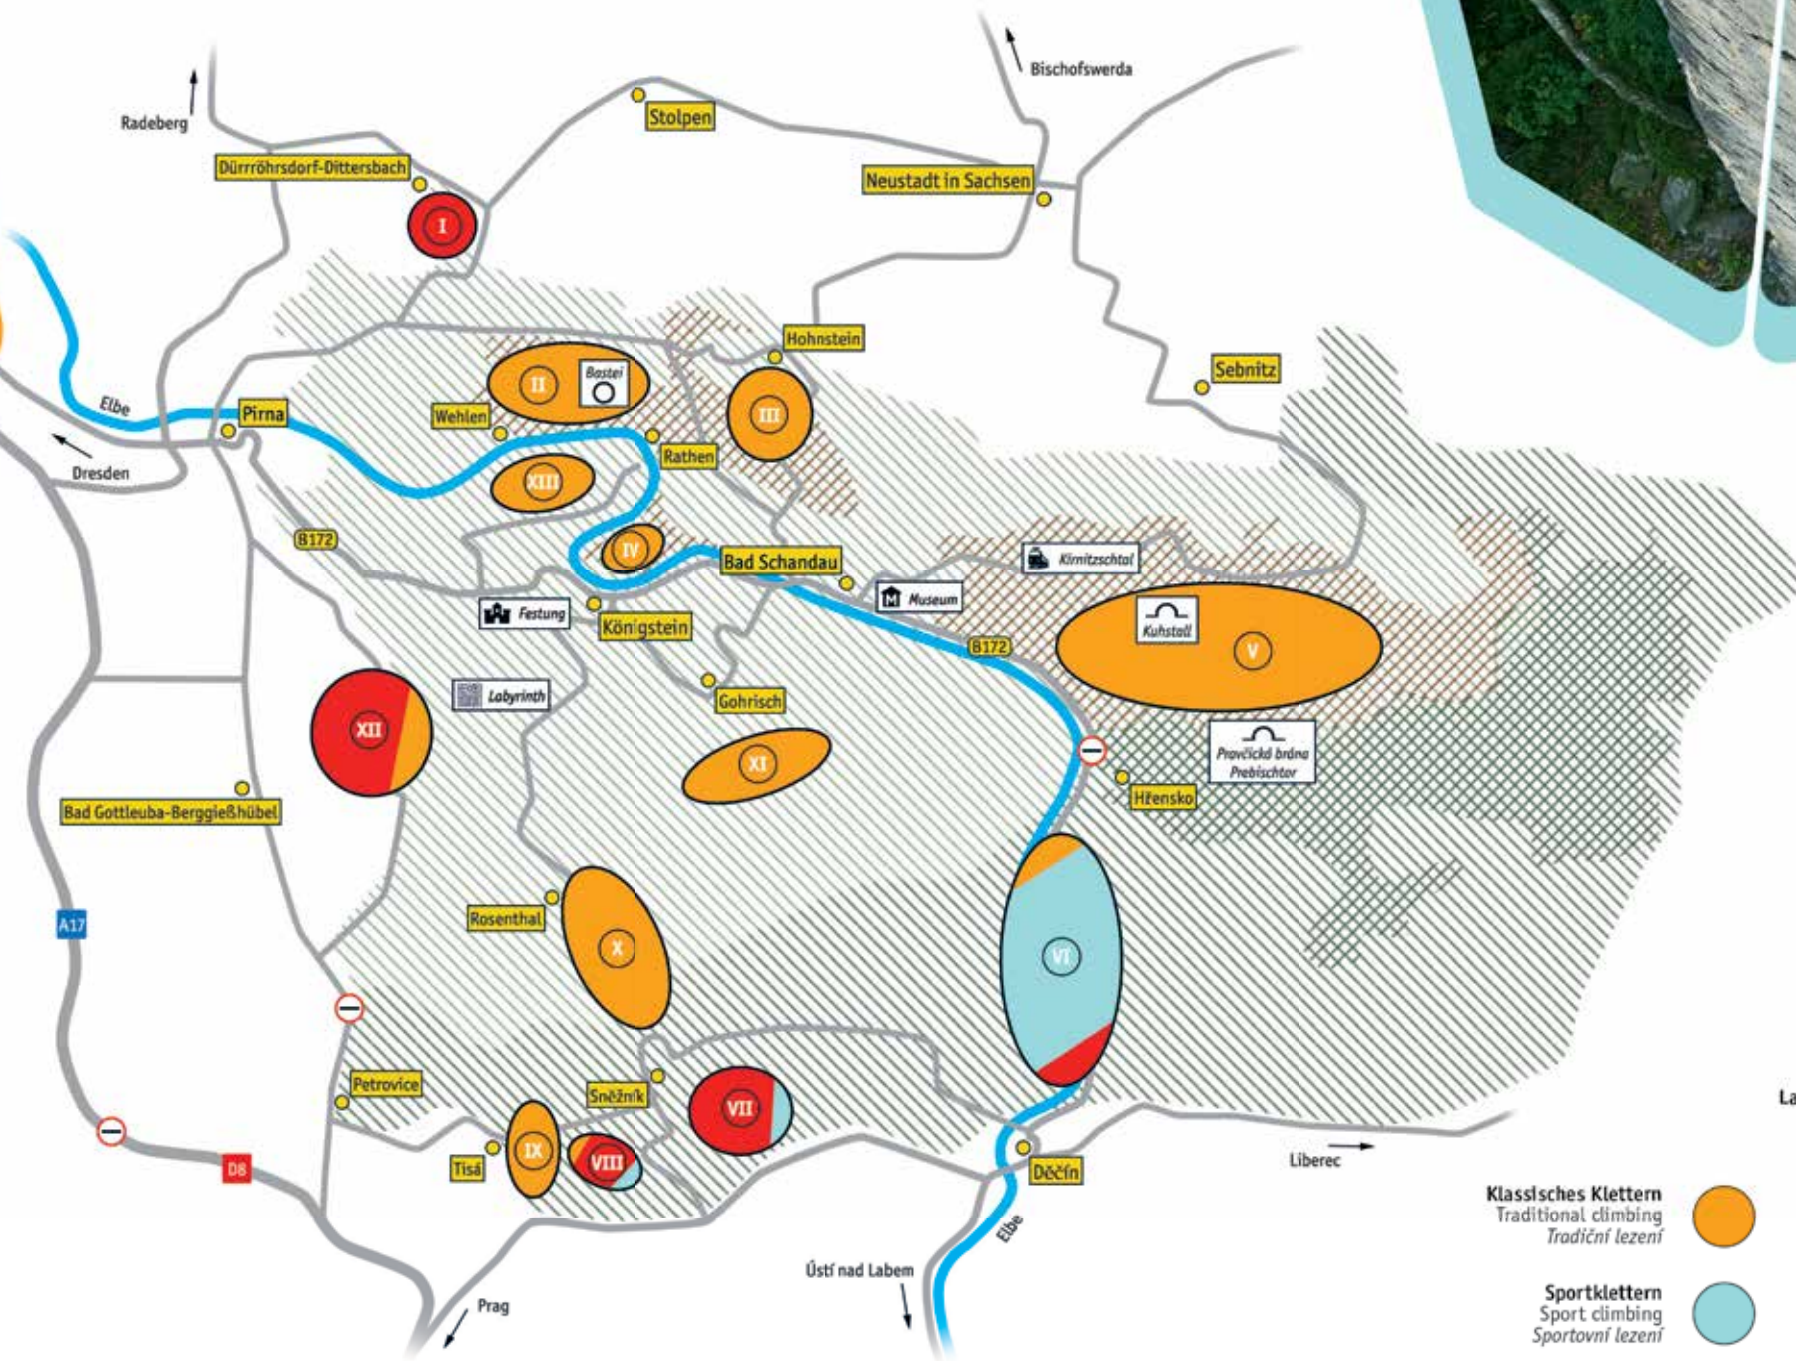 Bischofswerda
Radeberg
Stolpen
Dürrröhrsdorf-Dittersbach
Neustadt in Sachsen
I
Hohnstein
Sebnitz
Bastei
II
Elbe
Pirna
Wehlen
III
Rathen
Dresden
XIII
B172
IV
Bad Schandau
Kirnitzschtal
Museum
Festung
Königstein
Kuhstall
B172
V
Labyrinth
Gohrisch
XII
Pravčická brána
Prebischtor
XI
Hřensko
Bad Gottleuba-Berggießhübel
A17
Rosenthal
X
VI
Petrovice
Sněžník
VII
IX
VIII
Tisá
D8
Děčín
Liberec
La
Elbe
Ústí nad Labem
Prag
Klassisches Klettern
Traditional climbing
Tradiční lezení
Sportklettern
Sport climbing
Sportovní lezení